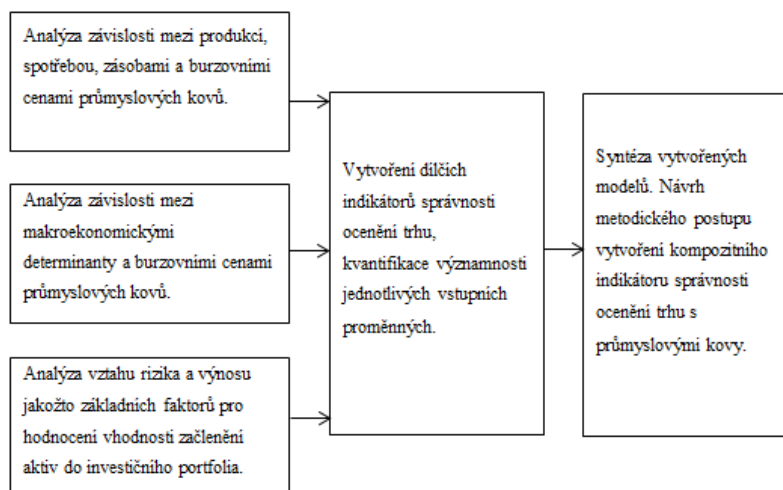 Analýza závislosti mezi produkcí,
spotřebou, zásobami a burzovními
cenami průmyslových kovů.
Analýza závislosti mezi
makroekonomickými
determinanty a burzovními cenami
průmyslových kovů.
Analýza vztahu rizika a výnosu
jakožto základních faktorů pro
hodnocení vhodnosti začlenění
aktiv do investičního portfolia.
Vytvoření dílčích
indikátorů správnosti
ocenění trhu,
kvantifikace významnosti
jednotlivých vstupních
proměnných.
Syntéza vytvořených
modelů. Návrh
metodického postupu
vytvoření kompozitního
indikátoru správnosti
ocenění trhu s
průmyslovými kovy.